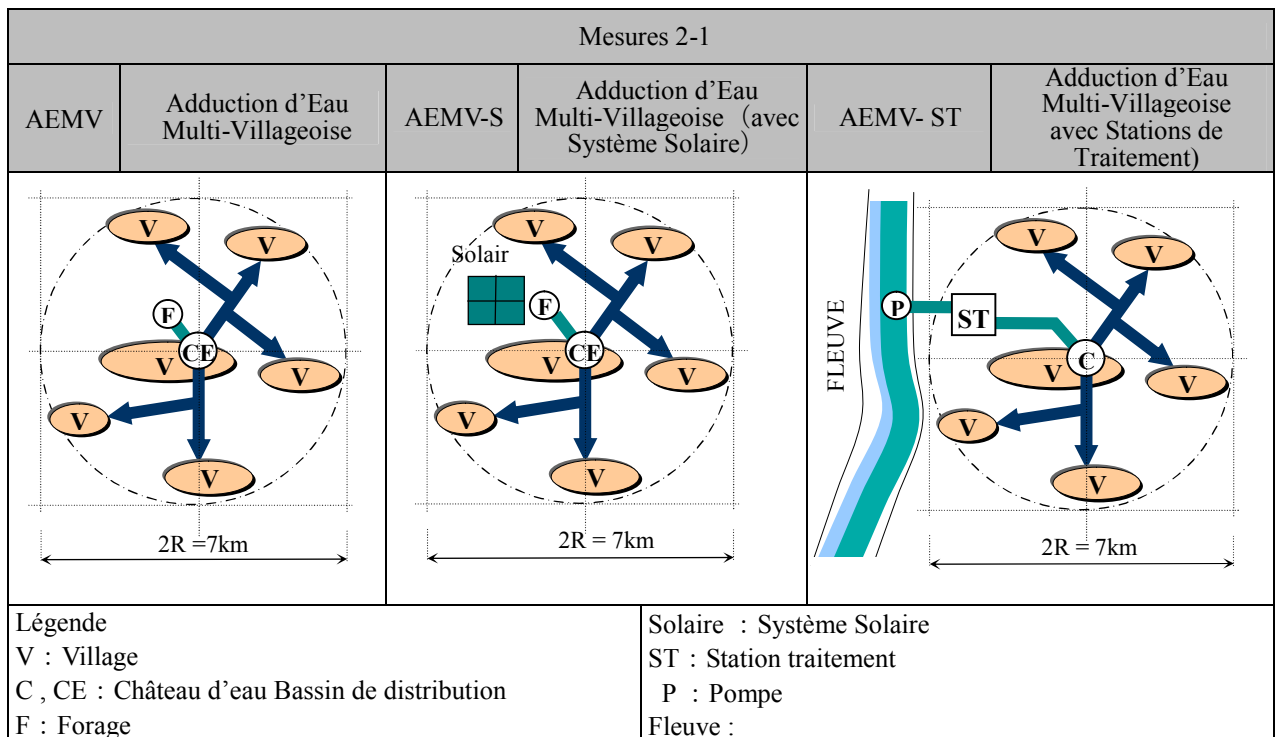 Mesures 2-1
AEMV
Adduction d’Eau
Multi-Villageoise
AEMV-S
Adduction d’Eau
Multi-Villageoise（avec
Système Solaire）
AEMV- ST
Adduction d’Eau
Multi-Villageoise
avec Stations de
Traitement)
V
V
F
CE
V
V
V
V
2R =7km
Solair
V
V
F
CE
V
V
V
V
2R = 7km
FLEUVE
P
ST
V
V
C
V
V
V
V
2R = 7km
Légende
V : Village
C , CE : Château d’eau Bassin de distribution
F : Forage
Solaire : Système Solaire
ST : Station traitement
P : Pompe
Fleuve :